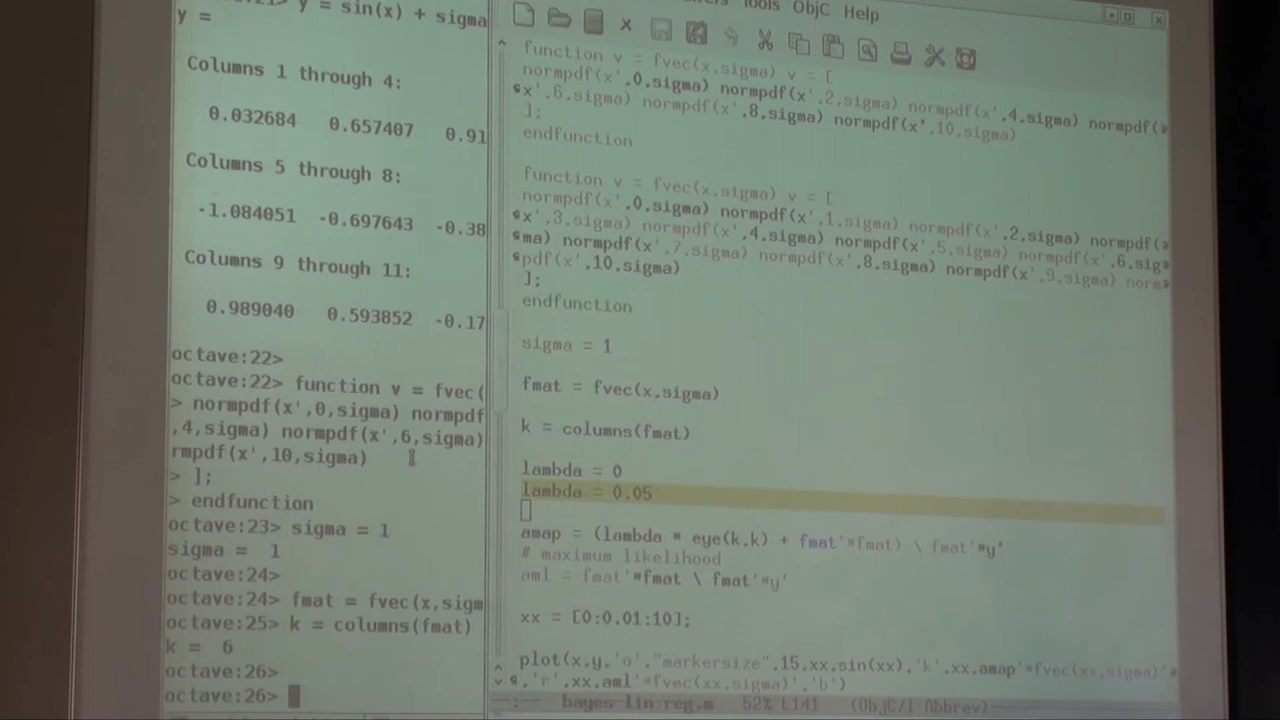 y = sin(x) + sigma
y =
Columns 1 through 4:
0.032684 0.657407 0.91
Columns 5 through 8:
-1.084051 -0.697643 -0.38
Columns 9 through 11:
0.989040 0.593852 -0.17
octave:22>
octave:22> function v = fvec(
> normpdf(x',0,sigma) normpdf
,4,sigma) normpdf(x',6,sigma)
rmpdf(x',10,sigma)
> ];
> endfunction
octave:23> sigma = 1
sigma =  1
octave:24>
octave:24> fmat = fvec(x,sigm
octave:25> k = columns(fmat)
k =  6
octave:26>
octave:26>
Tools ObjC Help
function v = fvec(x,sigma) v = [
normpdf(x',0,sigma) normpdf(x',2,sigma) normpdf(x',4,sigma) normpdf(
x',6,sigma) normpdf(x',8,sigma) normpdf(x',10,sigma)
];
endfunction
function v = fvec(x,sigma) v = [
normpdf(x',0,sigma) normpdf(x',1,sigma) normpdf(x',2,sigma) normpdf(
x',3,sigma) normpdf(x',4,sigma) normpdf(x',5,sigma) normpdf(x',6,sig
ma) normpdf(x',7,sigma) normpdf(x',8,sigma) normpdf(x',9,sigma) norm
pdf(x',10,sigma)
];
endfunction
sigma = 1
fmat = fvec(x,sigma)
k = columns(fmat)
lambda = 0
lambda = 0.05
amap = (lambda * eye(k,k) + fmat'*fmat) \ fmat'*y'
# maximum likelihood
aml = fmat'*fmat \ fmat'*y'
xx = [0:0.01:10];
plot(x,y,'o',"markersize",15,xx,sin(xx),'k',xx,amap'*fvec(xx,sigma)'
,'r',xx,aml'*fvec(xx,sigma)','b')
--:-- bayes-lin-reg.m 52% L141 (ObjC/l Abbrev)